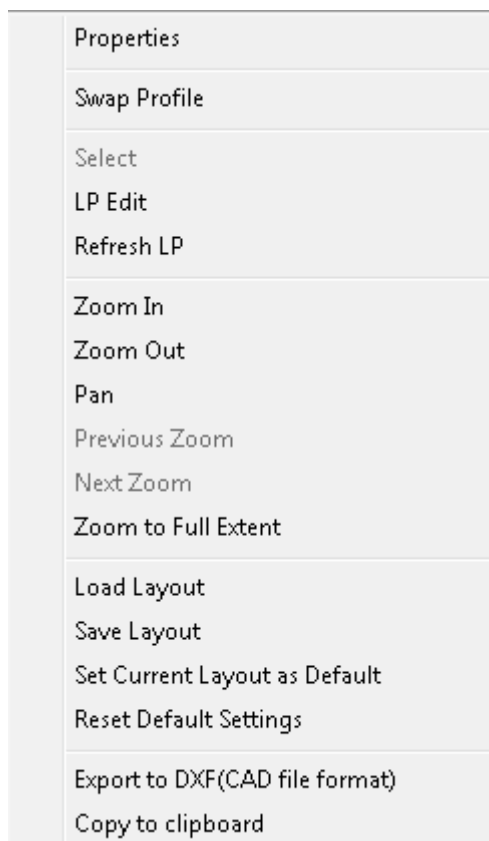 Properties
Swap Profile
Select
LP Edit
Refresh LP
Zoom In
Zoom Out
Pan
Previous Zoom
Next Zoom
Zoom to Full Extent
Load Layout
Save Layout
Set Current Layout as Default
Reset Default Settings
Export to DXF(CAD file format)
Copy to clipboard